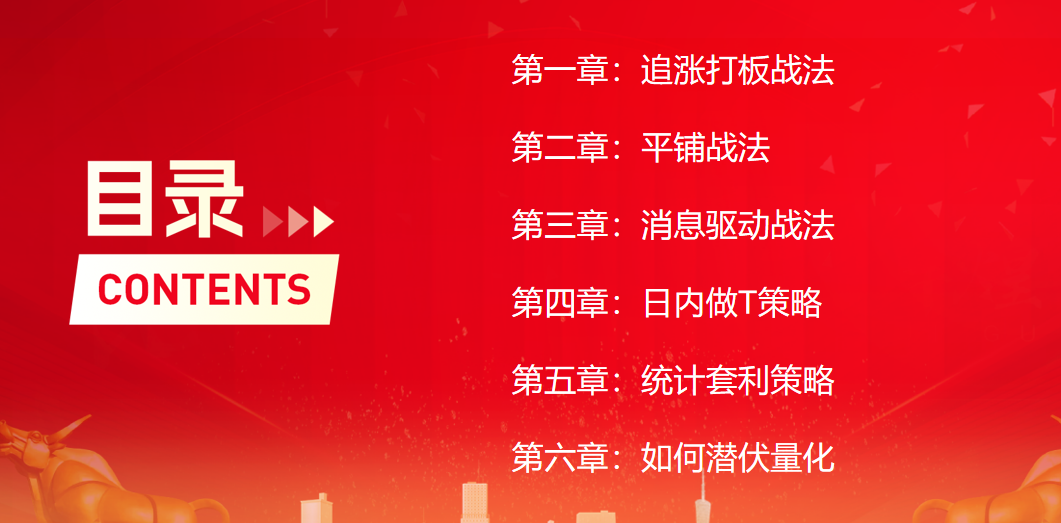 目录
CONTENTS
第一章：追涨打板战法
第二章：平铺战法
第三章：消息驱动战法
第四章：日内做T策略
第五章：统计套利策略
第六章：如何潜伏量化